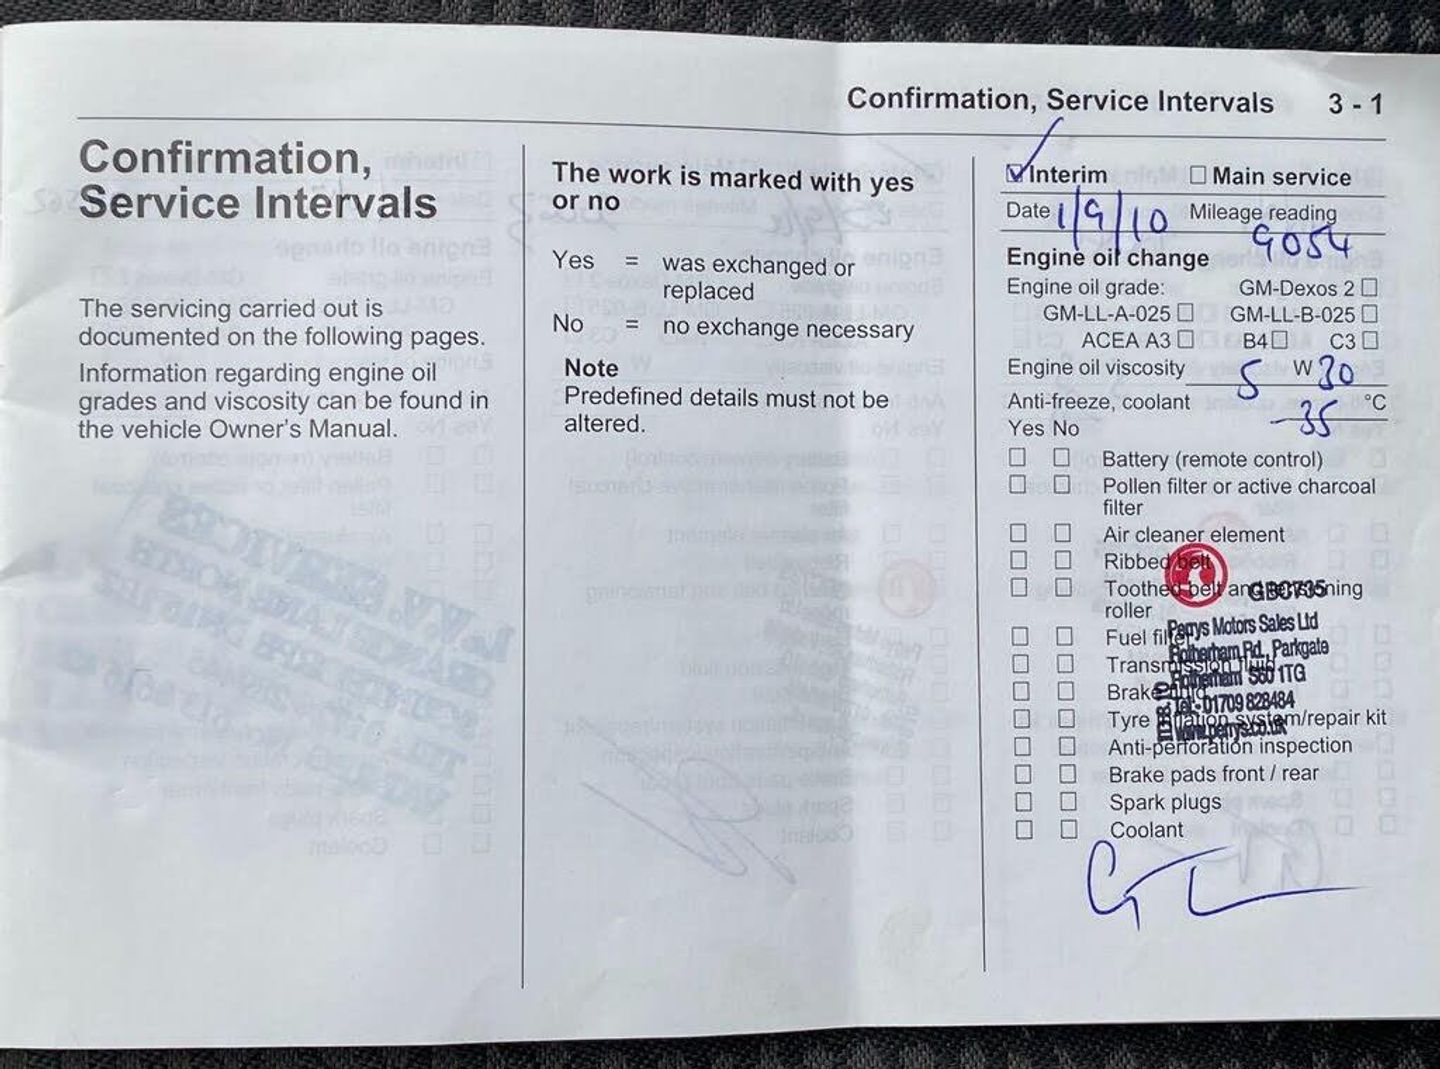 Confirmation, Service Intervals 3 - 1
Confirmation,
Service Intervals
The servicing carried out is
documented on the following pages.
Information regarding engine oil
grades and viscosity can be found in
the vehicle Owner's Manual.
The work is marked with yes
or no
Yes = was exchanged or
replaced
No = no exchange necessary
Note
Predefined details must not be
altered.
☑ Interim ☐ Main service
Date 1/9/10 Mileage reading
9054
Engine oil change
Engine oil grade: GM-Dexos 2 ☐
GM-LL-A-025 ☐ GM-LL-B-025 ☐
ACEA A3 ☐ B4 ☐ C3 ☐
Engine oil viscosity 5 W 30
Anti-freeze, coolant -35 °C
Yes No
☐ ☐ Battery (remote control)
☐ ☐ Pollen filter or active charcoal
filter
☐ ☐ Air cleaner element
☐ ☐ Ribbed belt
☐ ☐ Toothed belt and tensioning
roller
GBC735
☐ ☐ Fuel filter
Perrys Motors Sales Ltd
Rotherham Rd, Parkgate
☐ ☐ Transmission fluid
Rotherham S60 1TG
☐ ☐ Brake fluid
Tel:- 01709 828484
☐ ☐ Tyre inflation system/repair kit
www.perrys.co.uk
☐ ☐ Anti-perforation inspection
☐ ☐ Brake pads front / rear
☐ ☐ Spark plugs
☐ ☐ Coolant